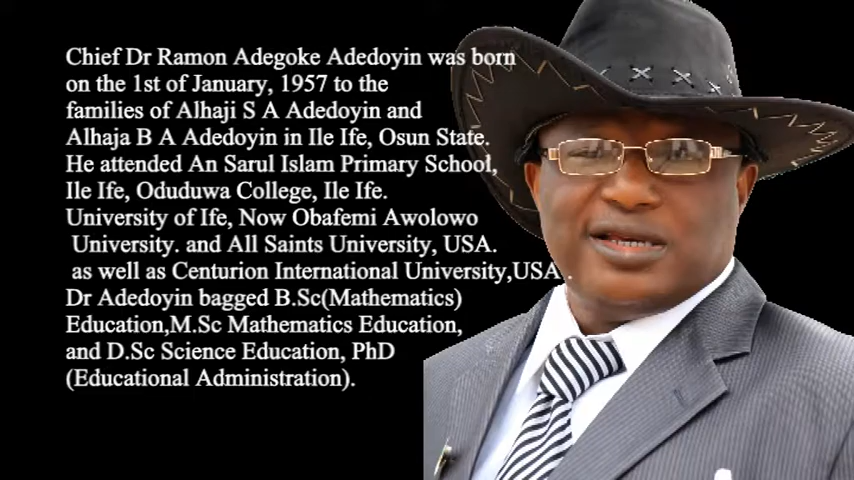 Chief Dr Ramon Adegoke Adedoyin was born
on the 1st of January, 1957 to the
families of Alhaji S A Adedoyin and
Alhaja B A Adedoyin in Ile Ife, Osun State.
He attended An Sarul Islam Primary School,
Ile Ife, Oduduwa College, Ile Ife.
University of Ife, Now Obafemi Awolowo
University. and All Saints University, USA.
as well as Centurion International University,USA .
Dr Adedoyin bagged B.Sc(Mathematics)
Education,M.Sc Mathematics Education,
and D.Sc Science Education, PhD
(Educational Administration).